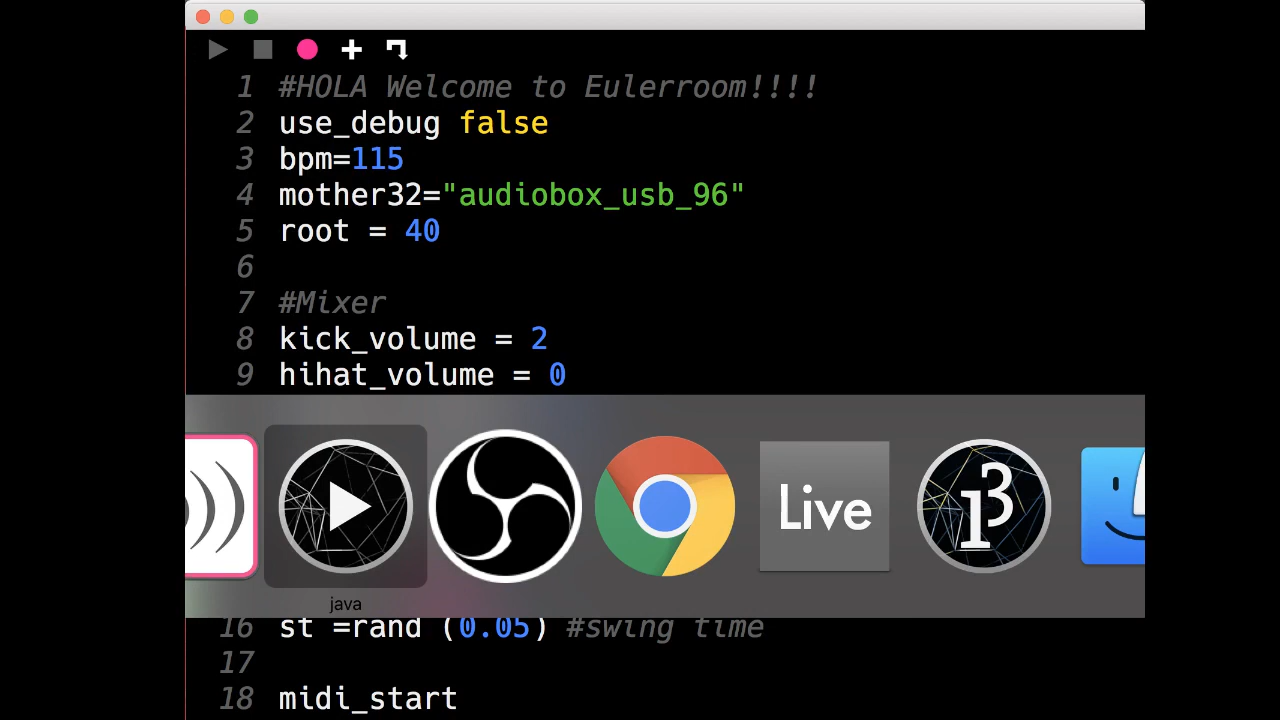 1 #HOLA Welcome to Eulerroom!!!!
2 use_debug false
3 bpm=115
4 mother32="audiobox_usb_96"
5 root = 40
6
7 #Mixer
8 kick_volume = 2
9 hihat_volume = 0
Live
13
java
16 st =rand (0.05) #swing time
17
18 midi_start